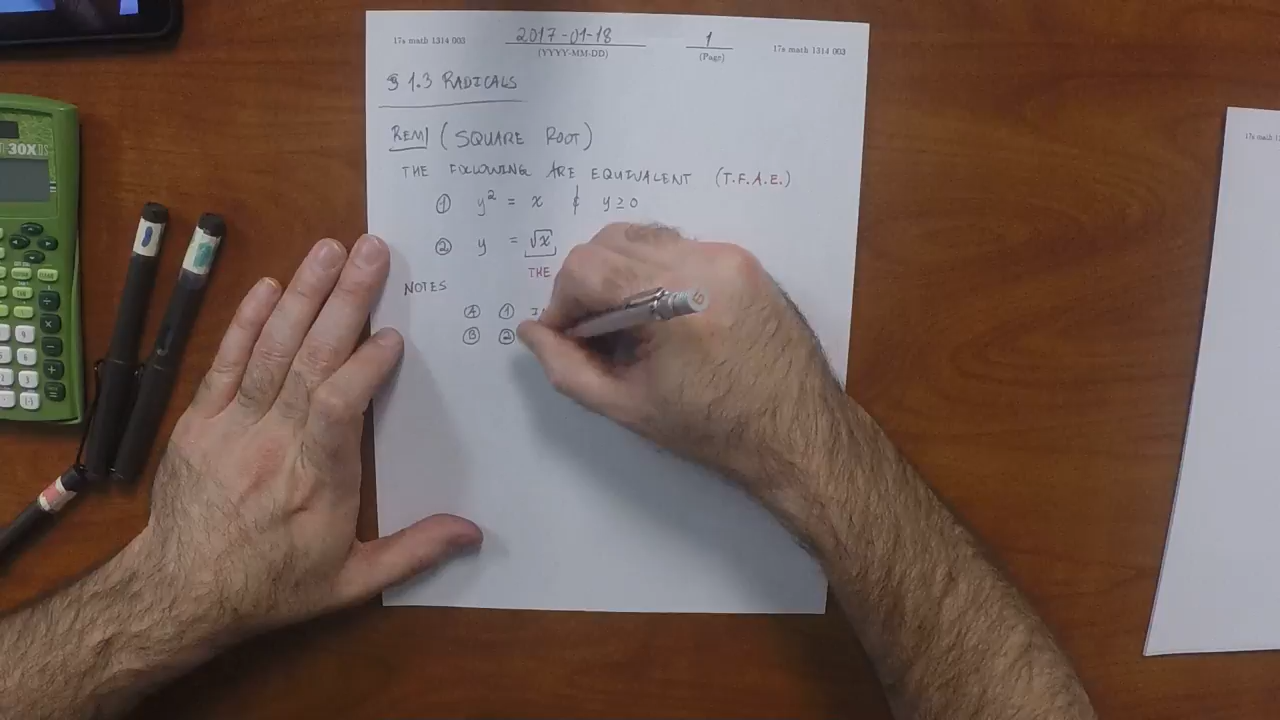 17s math 1314 003 2017-01-18 1 17s math 1314 003
(YYYY-MM-DD) (Page)
§ 1.3 RADICALS
REM (SQUARE ROOT)
THE FOLLOWING ARE EQUIVALENT (T.F.A.E.)
① y² = x & y ≥ 0
② y = √x
THE
NOTES
Ⓐ ①
Ⓑ ②
30X